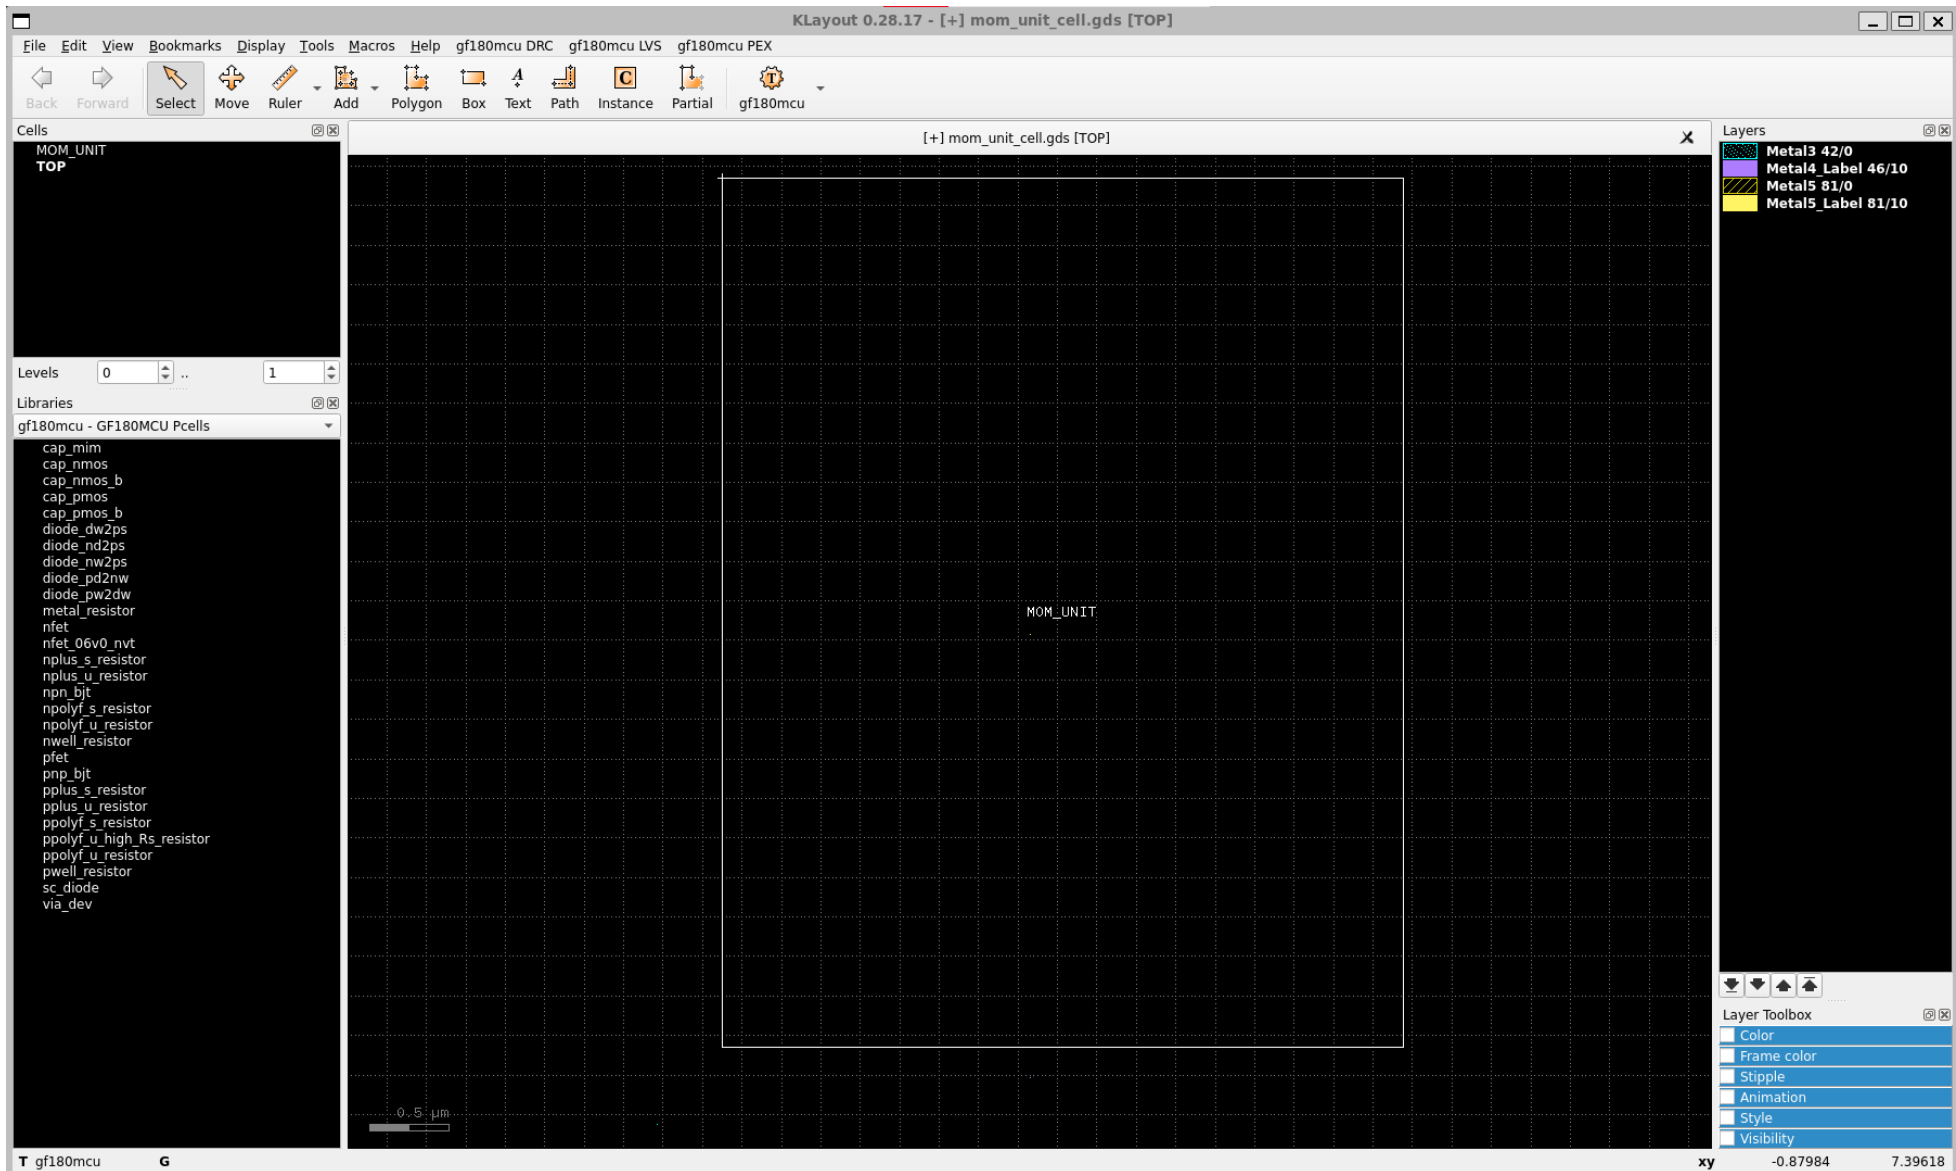 KLayout 0.28.17 - [+] mom_unit_cell.gds [TOP]
File Edit View Bookmarks Display Tools Macros Help gf180mcu DRC gf180mcu LVS gf180mcu PEX
Back Forward Select Move Ruler Add Polygon Box Text Path Instance Partial gf180mcu
Cells
MOM_UNIT
TOP
Levels 0 .. 1
Libraries
gf180mcu - GF180MCU Pcells
cap_mim
cap_nmos
cap_nmos_b
cap_pmos
cap_pmos_b
diode_dw2ps
diode_nd2ps
diode_nw2ps
diode_pd2nw
diode_pw2dw
metal_resistor
nfet
nfet_06v0_nvt
nplus_s_resistor
nplus_u_resistor
npn_bjt
npolyf_s_resistor
npolyf_u_resistor
nwell_resistor
pfet
pnp_bjt
pplus_s_resistor
pplus_u_resistor
ppolyf_s_resistor
ppolyf_u_high_Rs_resistor
ppolyf_u_resistor
pwell_resistor
sc_diode
via_dev
[+] mom_unit_cell.gds [TOP]
MOM_UNIT
0.5 µm
Layers
Metal3 42/0
Metal4_Label 46/10
Metal5 81/0
Metal5_Label 81/10
Layer Toolbox
Color
Frame color
Stipple
Animation
Style
Visibility
T gf180mcu G xy -0.87984 7.39618